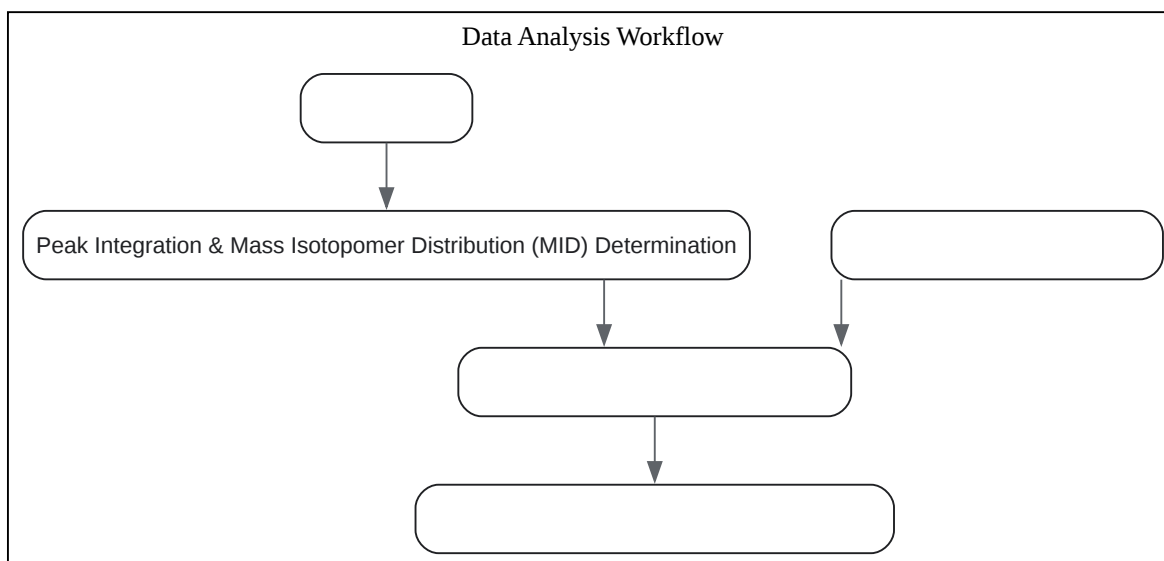 Data Analysis Workflow
Peak Integration & Mass Isotopomer Distribution (MID) Determination